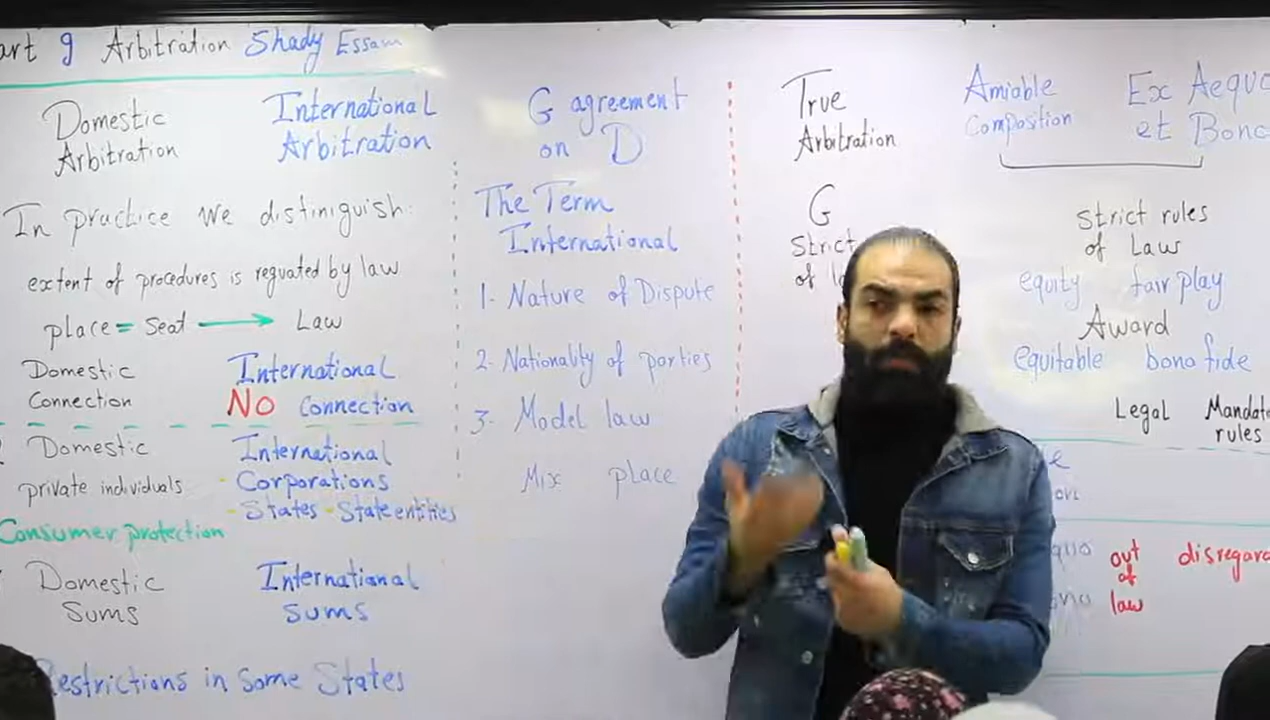 art 9 Arbitration Shady Essam
Domestic Arbitration
International Arbitration
In practice we distinguish:
extent of procedures is reguated by law
place = Seat → Law
Domestic Connection
International NO Connection
Domestic private individuals
International
- Corporations
- States - State entities
Consumer protection
Domestic Sums
International Sums
Restrictions in Some States
G agreement
on D
The Term
International
1- Nature of Dispute
2- Nationality of parties
3- Model law
Mix place
True
Arbitration
G
Strict
of
Amiable
Composition
Ex Aequo
et Bono
Strict rules
of Law
equity fair play
Award
equitable bona fide
Legal
rules
out
of
law
disregard